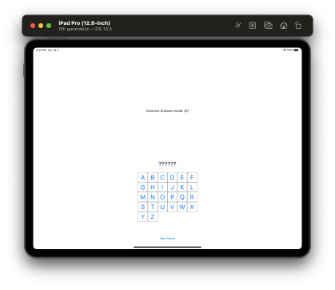 iPad Pro (12.9-inch)
5th generation – iOS 14.5
Incorrect Guesses Made: 0/7
??????
A B C D E F
G H I J K L
M N O P Q R
S T U V W X
Y Z
New Game